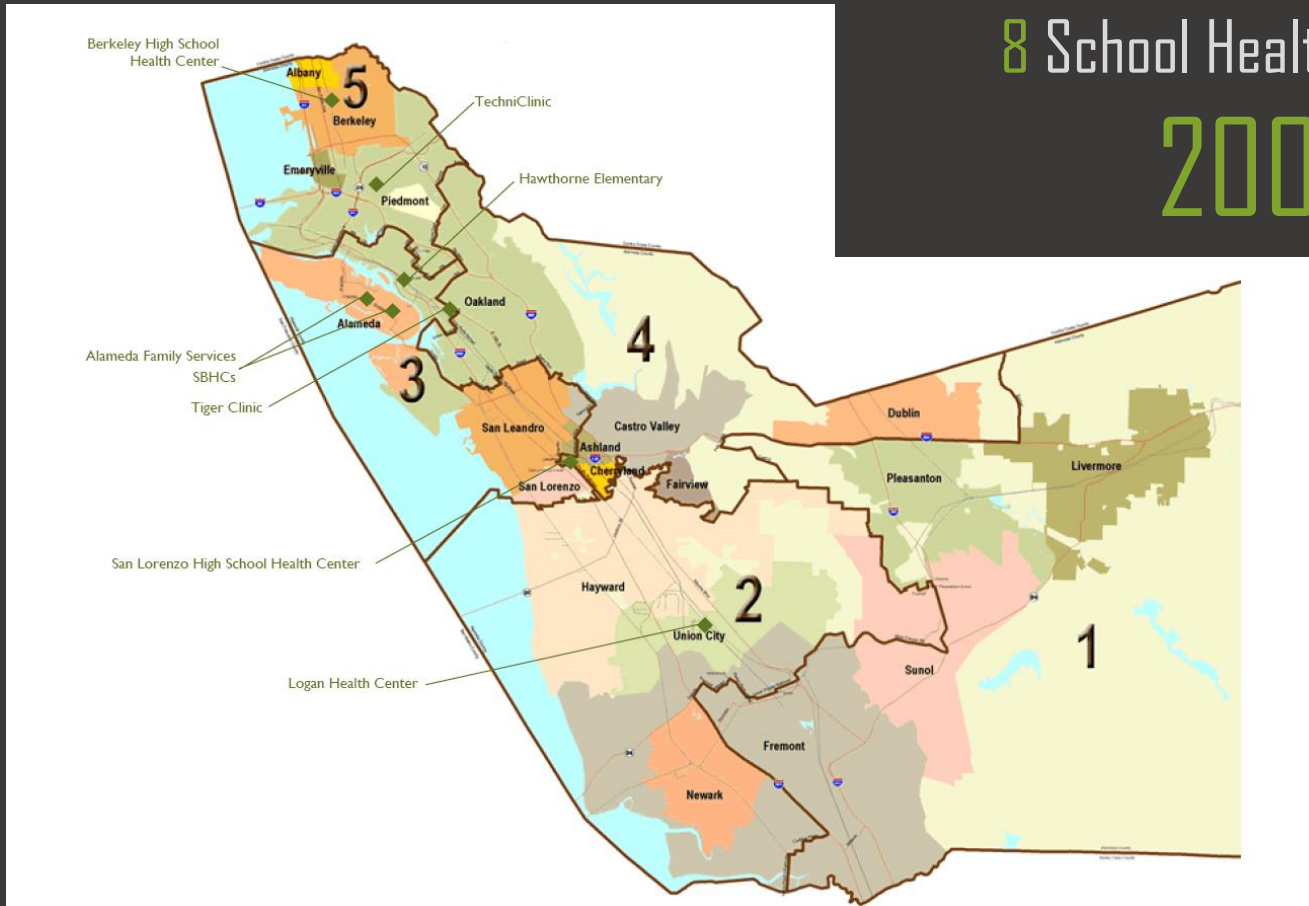 8 School Healt
200
Berkeley High School
Health Center
Albany
5
Berkeley
TechniClinic
Emeryville
Hawthorne Elementary
Piedmont
Oakland
4
Alameda
Alameda Family Services
SBHCs
3
Tiger Clinic
Dublin
San Leandro
Castro Valley
Ashland
Livermore
Cherryland
Pleasanton
San Lorenzo
Fairview
San Lorenzo High School Health Center
Hayward
2
Union City
1
Sunol
Logan Health Center
Fremont
Newark